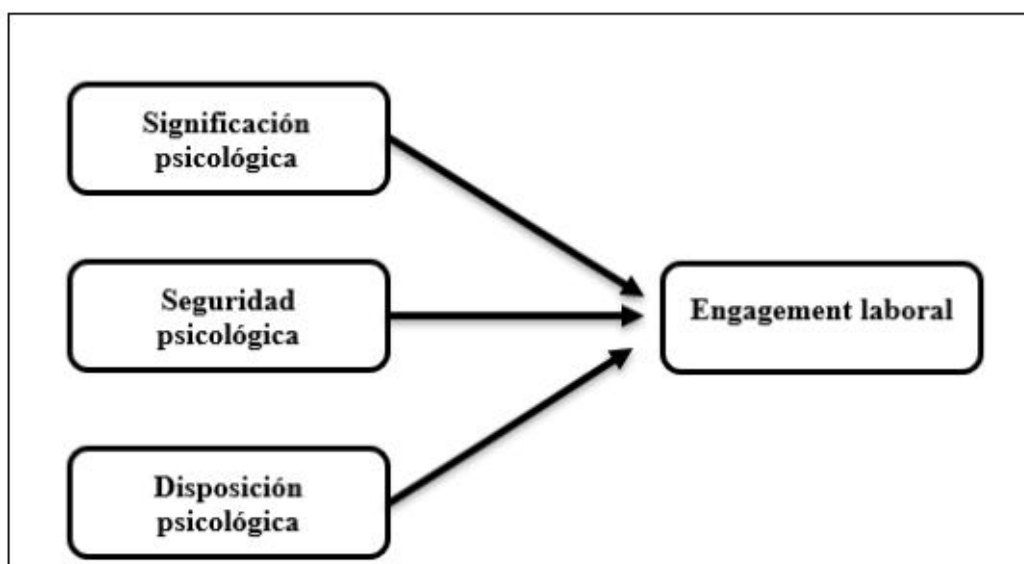 Significación
psicológica
Seguridad
psicológica
Engagement laboral
Disposición
psicológica